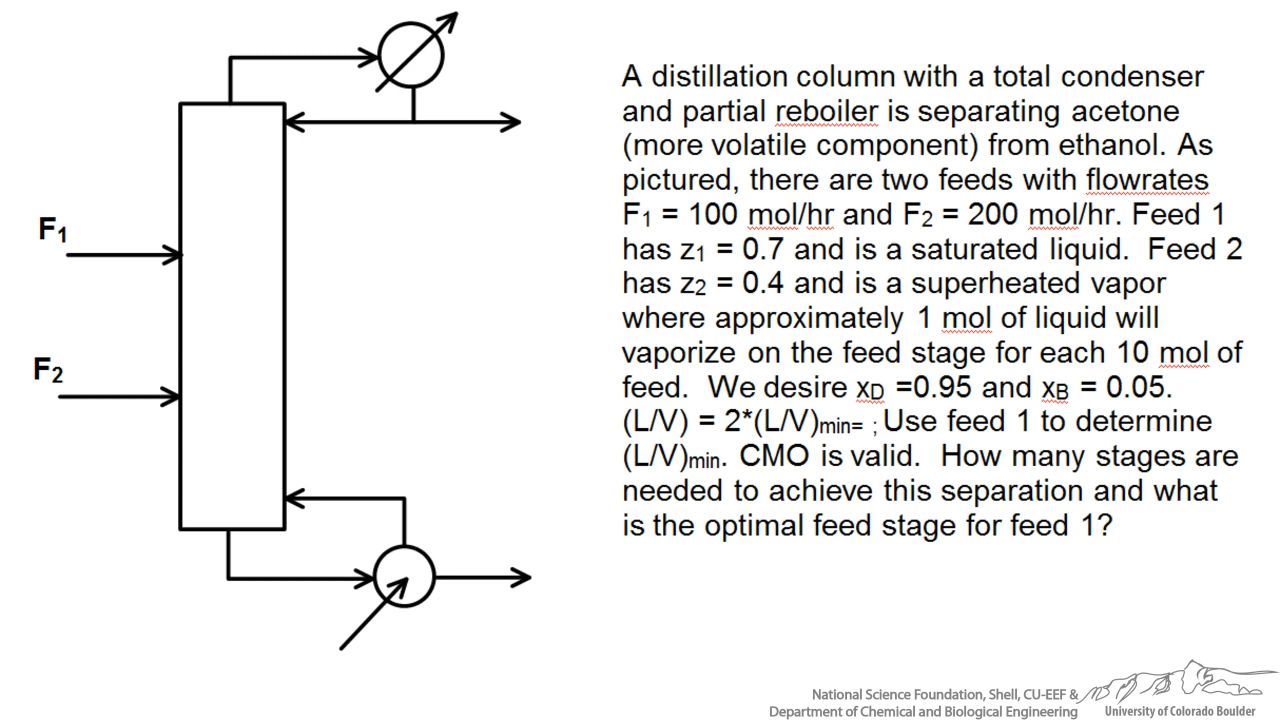 A distillation column with a total condenser
and partial reboiler is separating acetone
(more volatile component) from ethanol. As
pictured, there are two feeds with flowrates
F1 = 100 mol/hr and F2 = 200 mol/hr. Feed 1
has z1 = 0.7 and is a saturated liquid. Feed 2
has z2 = 0.4 and is a superheated vapor
where approximately 1 mol of liquid will
vaporize on the feed stage for each 10 mol of
feed. We desire xD =0.95 and xB = 0.05.
(L/V) = 2*(L/V)min= ; Use feed 1 to determine
(L/V)min. CMO is valid. How many stages are
needed to achieve this separation and what
is the optimal feed stage for feed 1?
F1
F2
National Science Foundation, Shell, CU-EEF &
Department of Chemical and Biological Engineering
University of Colorado Boulder